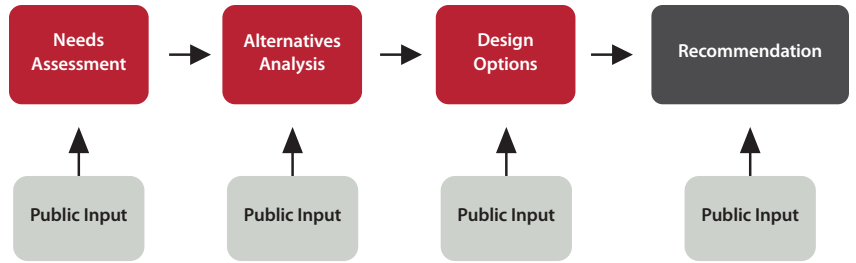 Needs
Assessment
Alternatives
Analysis
Design
Options
Recommendation
Public Input
Public Input
Public Input
Public Input